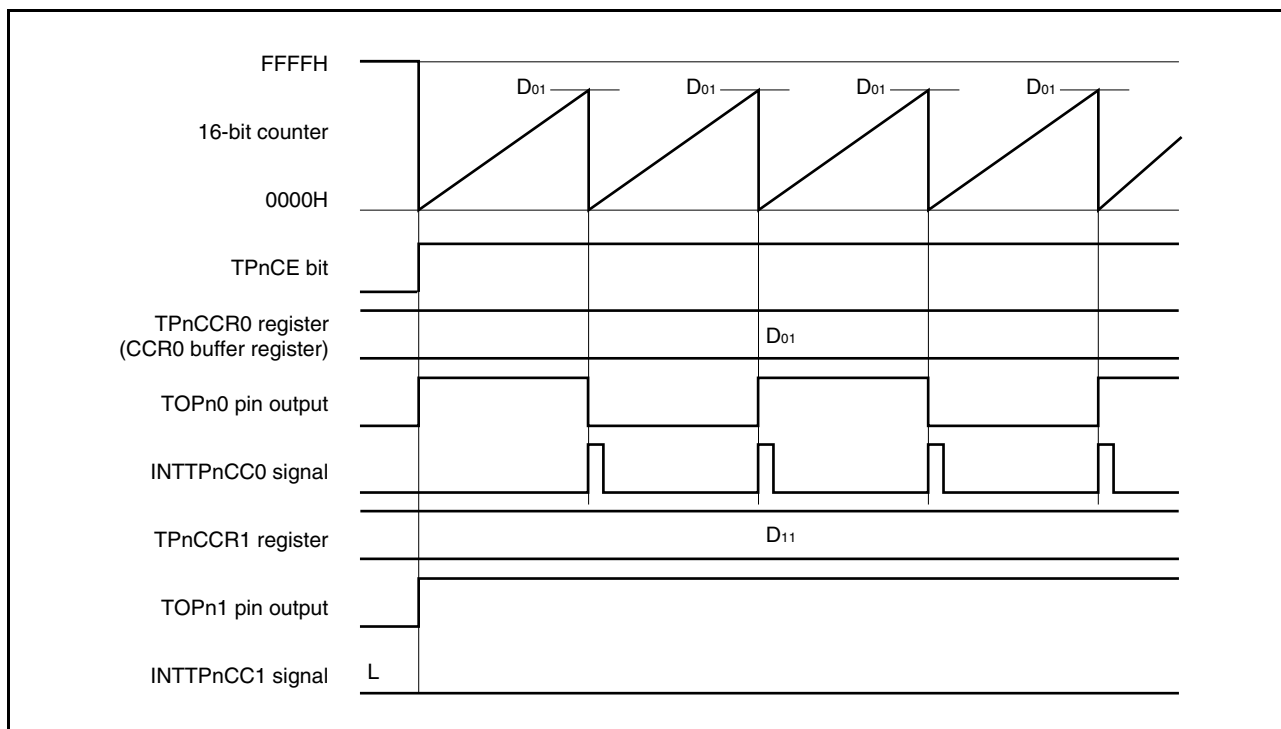 FFFFH
D01 D01 D01 D01
16-bit counter
0000H
TPnCE bit
TPnCCR0 register
(CCR0 buffer register)
D01
TOPn0 pin output
INTTPnCC0 signal
TPnCCR1 register
D11
TOPn1 pin output
INTTPnCC1 signal
L